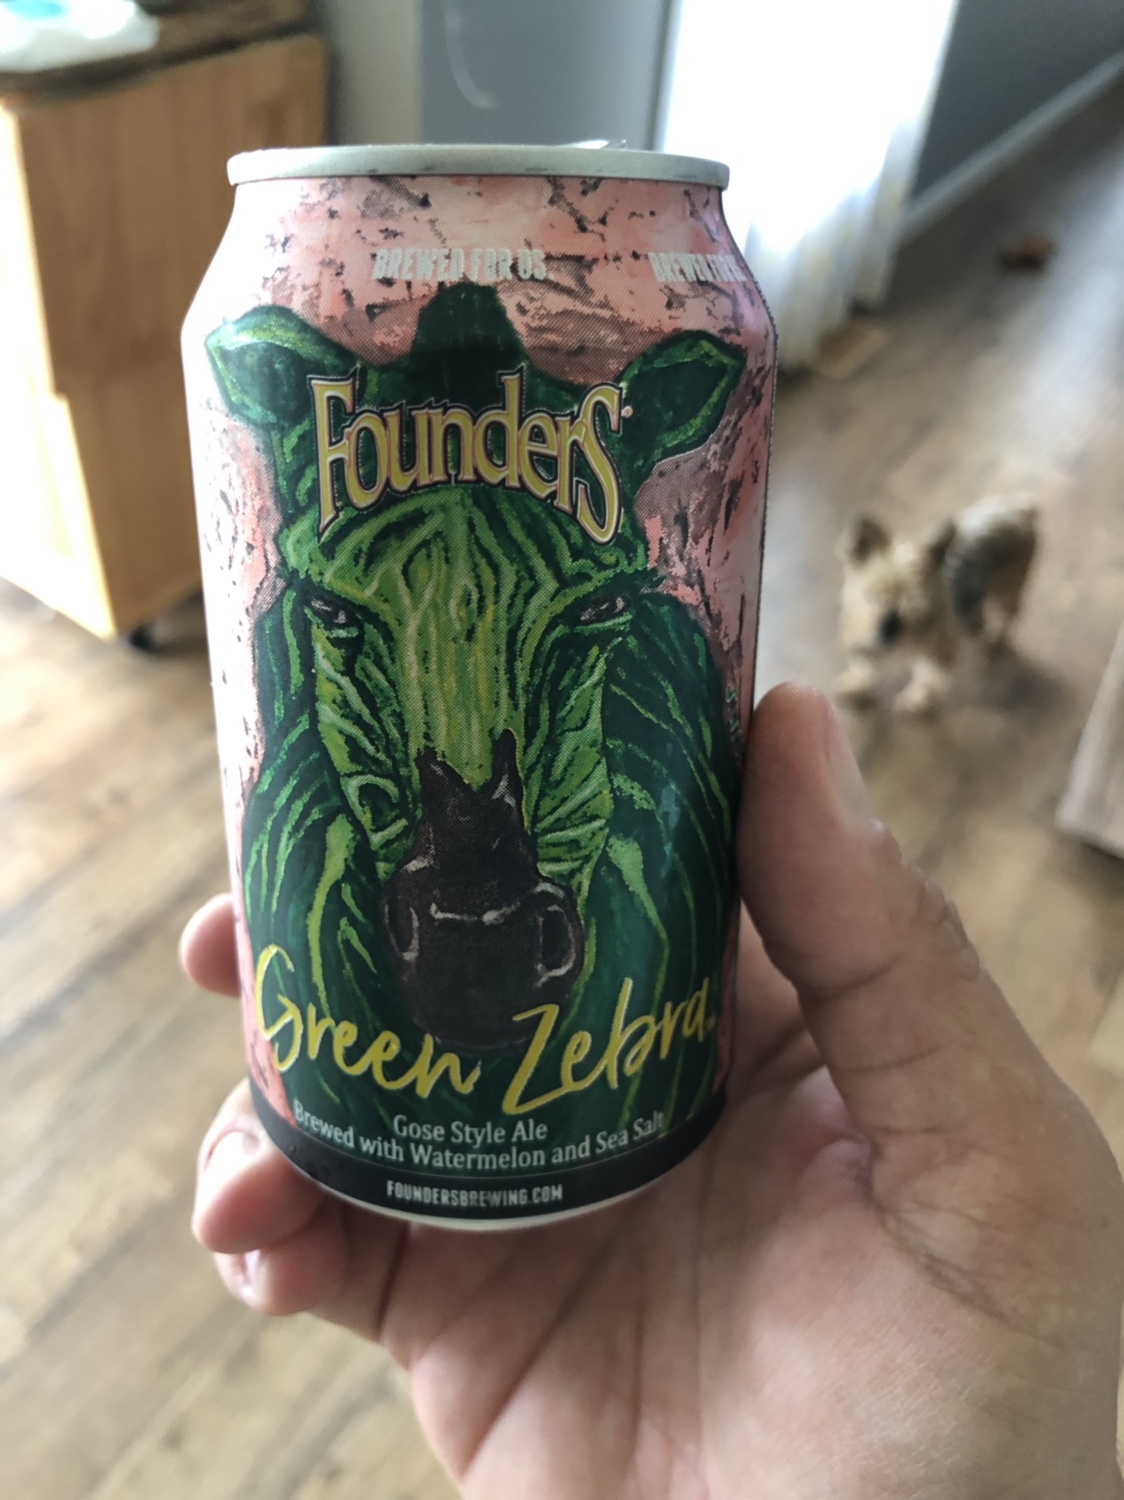 BREWED FOR US
Founders
Green Zebra
Gose Style Ale
Brewed with Watermelon and Sea Salt
FOUNDERSBREWING.COM